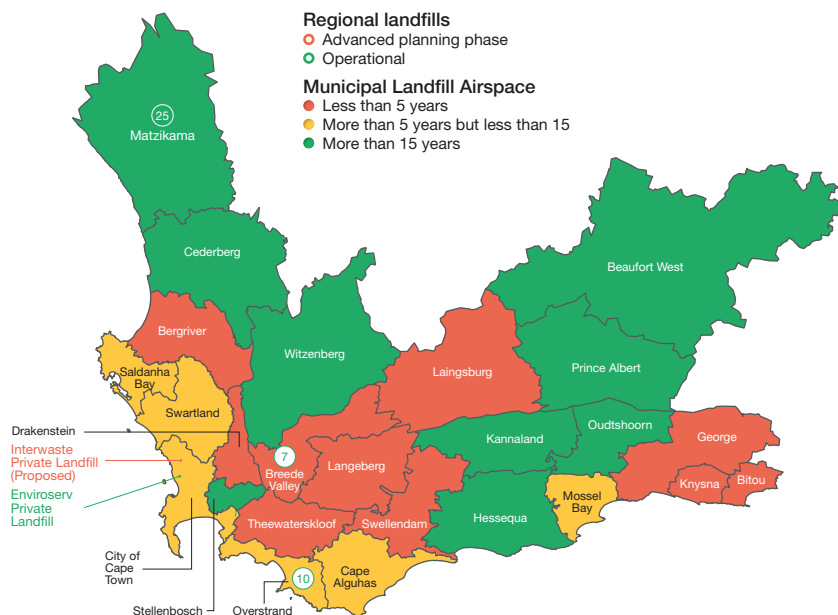 Regional landfills
Advanced planning phase
Operational
Municipal Landfill Airspace
Less than 5 years
More than 5 years but less than 15
More than 15 years
25
Matzikama
Cederberg
Beaufort West
Bergriver
Witzenberg
Laingsburg
Prince Albert
Saldanha
Bay
Swartland
Drakenstein
Oudtshoorn
Kannaland
George
Interwaste
Private Landfill
(Proposed)
7
Breede
Valley
Langeberg
Knysna
Bitou
Enviroserv
Private
Landfill
Mossel
Bay
Theewaterskloof
Swellendam
Hessequa
City of
Cape
Town
10
Cape
Alguhas
Stellenbosch
Overstrand